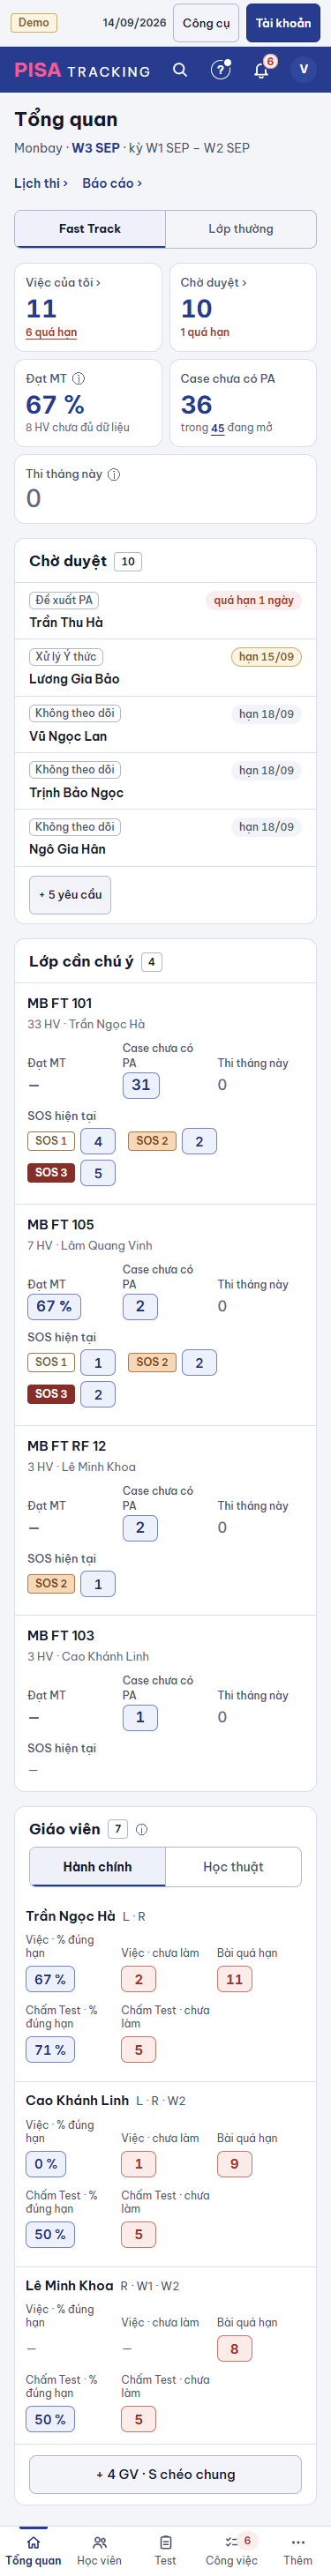 Demo
14/09/2026
Công cụ
Tài khoản
PISA TRACKING
?
6
V
Tổng quan
Monbay · W3 SEP · kỳ W1 SEP – W2 SEP
Lịch thi ›
Báo cáo ›
Fast Track
Lớp thường
Việc của tôi ›
11
6 quá hạn
Chờ duyệt ›
10
1 quá hạn
Đạt MT ⓘ
67 %
8 HV chưa đủ dữ liệu
Case chưa có PA
36
trong 45 đang mở
Thi tháng này ⓘ
0
Chờ duyệt 10
Đề xuất PA
quá hạn 1 ngày
Trần Thu Hà
Xử lý Ý thức
hạn 15/09
Lương Gia Bảo
Không theo dõi
hạn 18/09
Vũ Ngọc Lan
Không theo dõi
hạn 18/09
Trịnh Bảo Ngọc
Không theo dõi
hạn 18/09
Ngô Gia Hân
+ 5 yêu cầu
Lớp cần chú ý 4
MB FT 101
33 HV · Trần Ngọc Hà
Đạt MT
—
Case chưa có
PA
31
Thi tháng này
0
SOS hiện tại
SOS 1 4 SOS 2 2
SOS 3 5
MB FT 105
7 HV · Lâm Quang Vinh
Đạt MT
67 %
Case chưa có
PA
2
Thi tháng này
0
SOS hiện tại
SOS 1 1 SOS 2 2
SOS 3 2
MB FT RF 12
3 HV · Lê Minh Khoa
Đạt MT
—
Case chưa có
PA
2
Thi tháng này
0
SOS hiện tại
SOS 2 1
MB FT 103
3 HV · Cao Khánh Linh
Đạt MT
—
Case chưa có
PA
1
Thi tháng này
0
SOS hiện tại
—
Giáo viên 7 ⓘ
Hành chính
Học thuật
Trần Ngọc Hà L · R
Việc · % đúng
hạn
67 %
Việc · chưa làm
2
Bài quá hạn
11
Chấm Test · %
đúng hạn
71 %
Chấm Test · chưa
làm
5
Cao Khánh Linh L · R · W2
Việc · % đúng
hạn
0 %
Việc · chưa làm
1
Bài quá hạn
9
Chấm Test · %
đúng hạn
50 %
Chấm Test · chưa
làm
5
Lê Minh Khoa R · W1 · W2
Việc · % đúng
hạn
—
Việc · chưa làm
—
Bài quá hạn
8
Chấm Test · %
đúng hạn
50 %
Chấm Test · chưa
làm
5
+ 4 GV · S chéo chung
Tổng quan
Học viên
Test
6
Công việc
Thêm